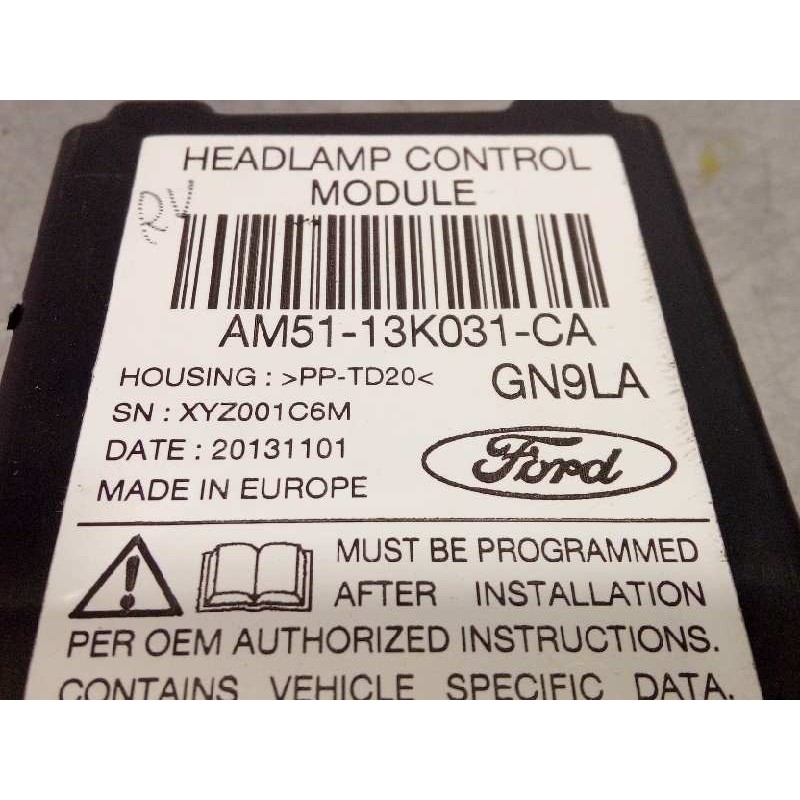 HEADLAMP CONTROL
MODULE
RV
AM51-13K031-CA
HOUSING : >PP-TD20<
GN9LA
SN : XYZ001C6M
DATE : 20131101
Ford
MADE IN EUROPE
MUST BE PROGRAMMED
AFTER INSTALLATION
PER OEM AUTHORIZED INSTRUCTIONS.
CONTAINS VEHICLE SPECIFIC DATA.